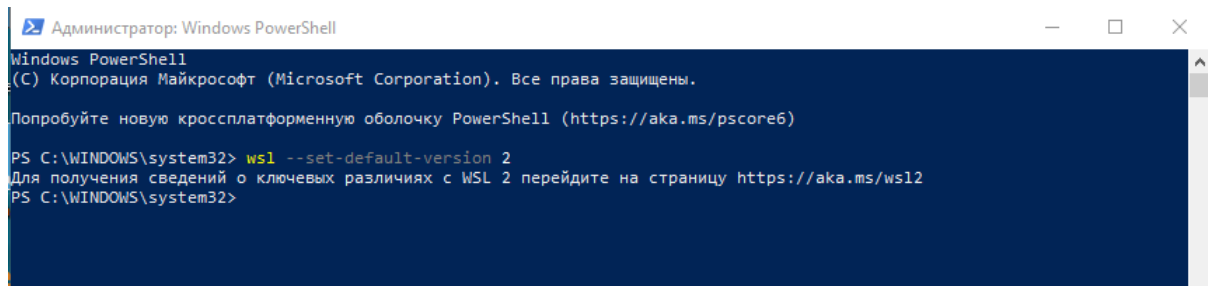 Администратор: Windows PowerShell
Windows PowerShell
(C) Корпорация Майкрософт (Microsoft Corporation). Все права защищены.
Попробуйте новую кроссплатформенную оболочку PowerShell (https://aka.ms/pscore6)
PS C:\WINDOWS\system32> wsl --set-default-version 2
Для получения сведений о ключевых различиях с WSL 2 перейдите на страницу https://aka.ms/wsl2
PS C:\WINDOWS\system32>